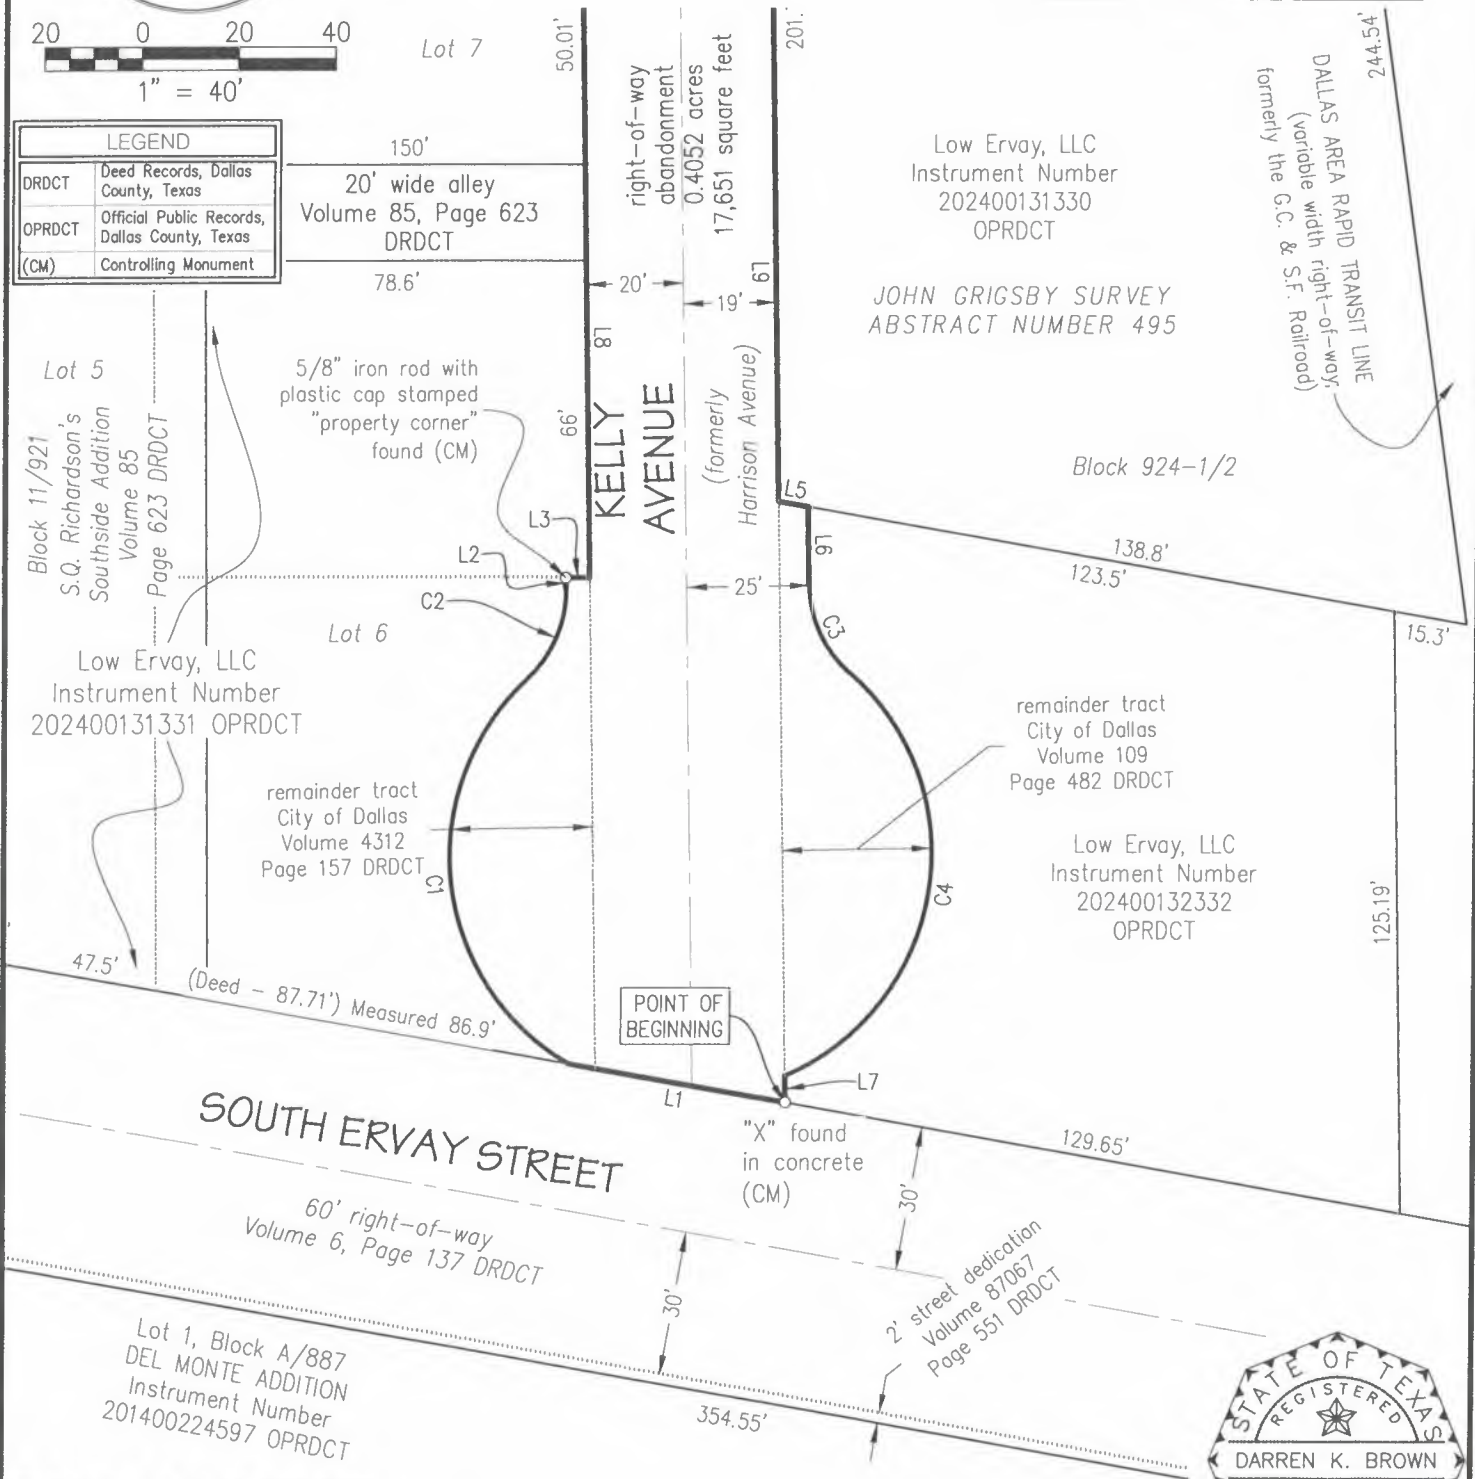 20 0 20 40
1" = 40'
LEGEND
DRDCT Deed Records, Dallas
County, Texas
OPRDCT Official Public Records,
Dallas County, Texas
(CM) Controlling Monument
Lot 7
50.01'
right-of-way
abandonment
0.4052 acres
17,651 square feet
201.
Low Ervay, LLC
Instrument Number
202400131330
OPRDCT
244.54'
DALLAS AREA RAPID TRANSIT LINE
(variable width right-of-way,
formerly the G.C. & S.F. Railroad)
150'
20' wide alley
Volume 85, Page 623
DRDCT
78.6'
20'
19'
L9
L8
JOHN GRIGSBY SURVEY
ABSTRACT NUMBER 495
Lot 5
Block 11/921
S.Q. Richardson's
Southside Addition
Volume 85
Page 623 DRDCT
5/8" iron rod with
plastic cap stamped
"property corner"
found (CM)
66'
KELLY
AVENUE
(formerly
Harrison Avenue)
Block 924-1/2
L5
L3
L6
L2
138.8'
123.5'
25'
C2
C3
15.3'
Lot 6
Low Ervay, LLC
Instrument Number
202400131331 OPRDCT
remainder tract
City of Dallas
Volume 109
Page 482 DRDCT
remainder tract
City of Dallas
Volume 4312
Page 157 DRDCT
C1
C4
Low Ervay, LLC
Instrument Number
202400132332
OPRDCT
125.19'
47.5'
(Deed - 87.71') Measured 86.9'
POINT OF
BEGINNING
L7
L1
"X" found
in concrete
(CM)
129.65'
SOUTH ERVAY STREET
60' right-of-way
Volume 6, Page 137 DRDCT
30'
30'
2' street dedication
Volume 87067
Page 551 DRDCT
Lot 1, Block A/887
DEL MONTE ADDITION
Instrument Number
201400224597 OPRDCT
354.55'
STATE OF TEXAS
REGISTERED
DARREN K. BROWN